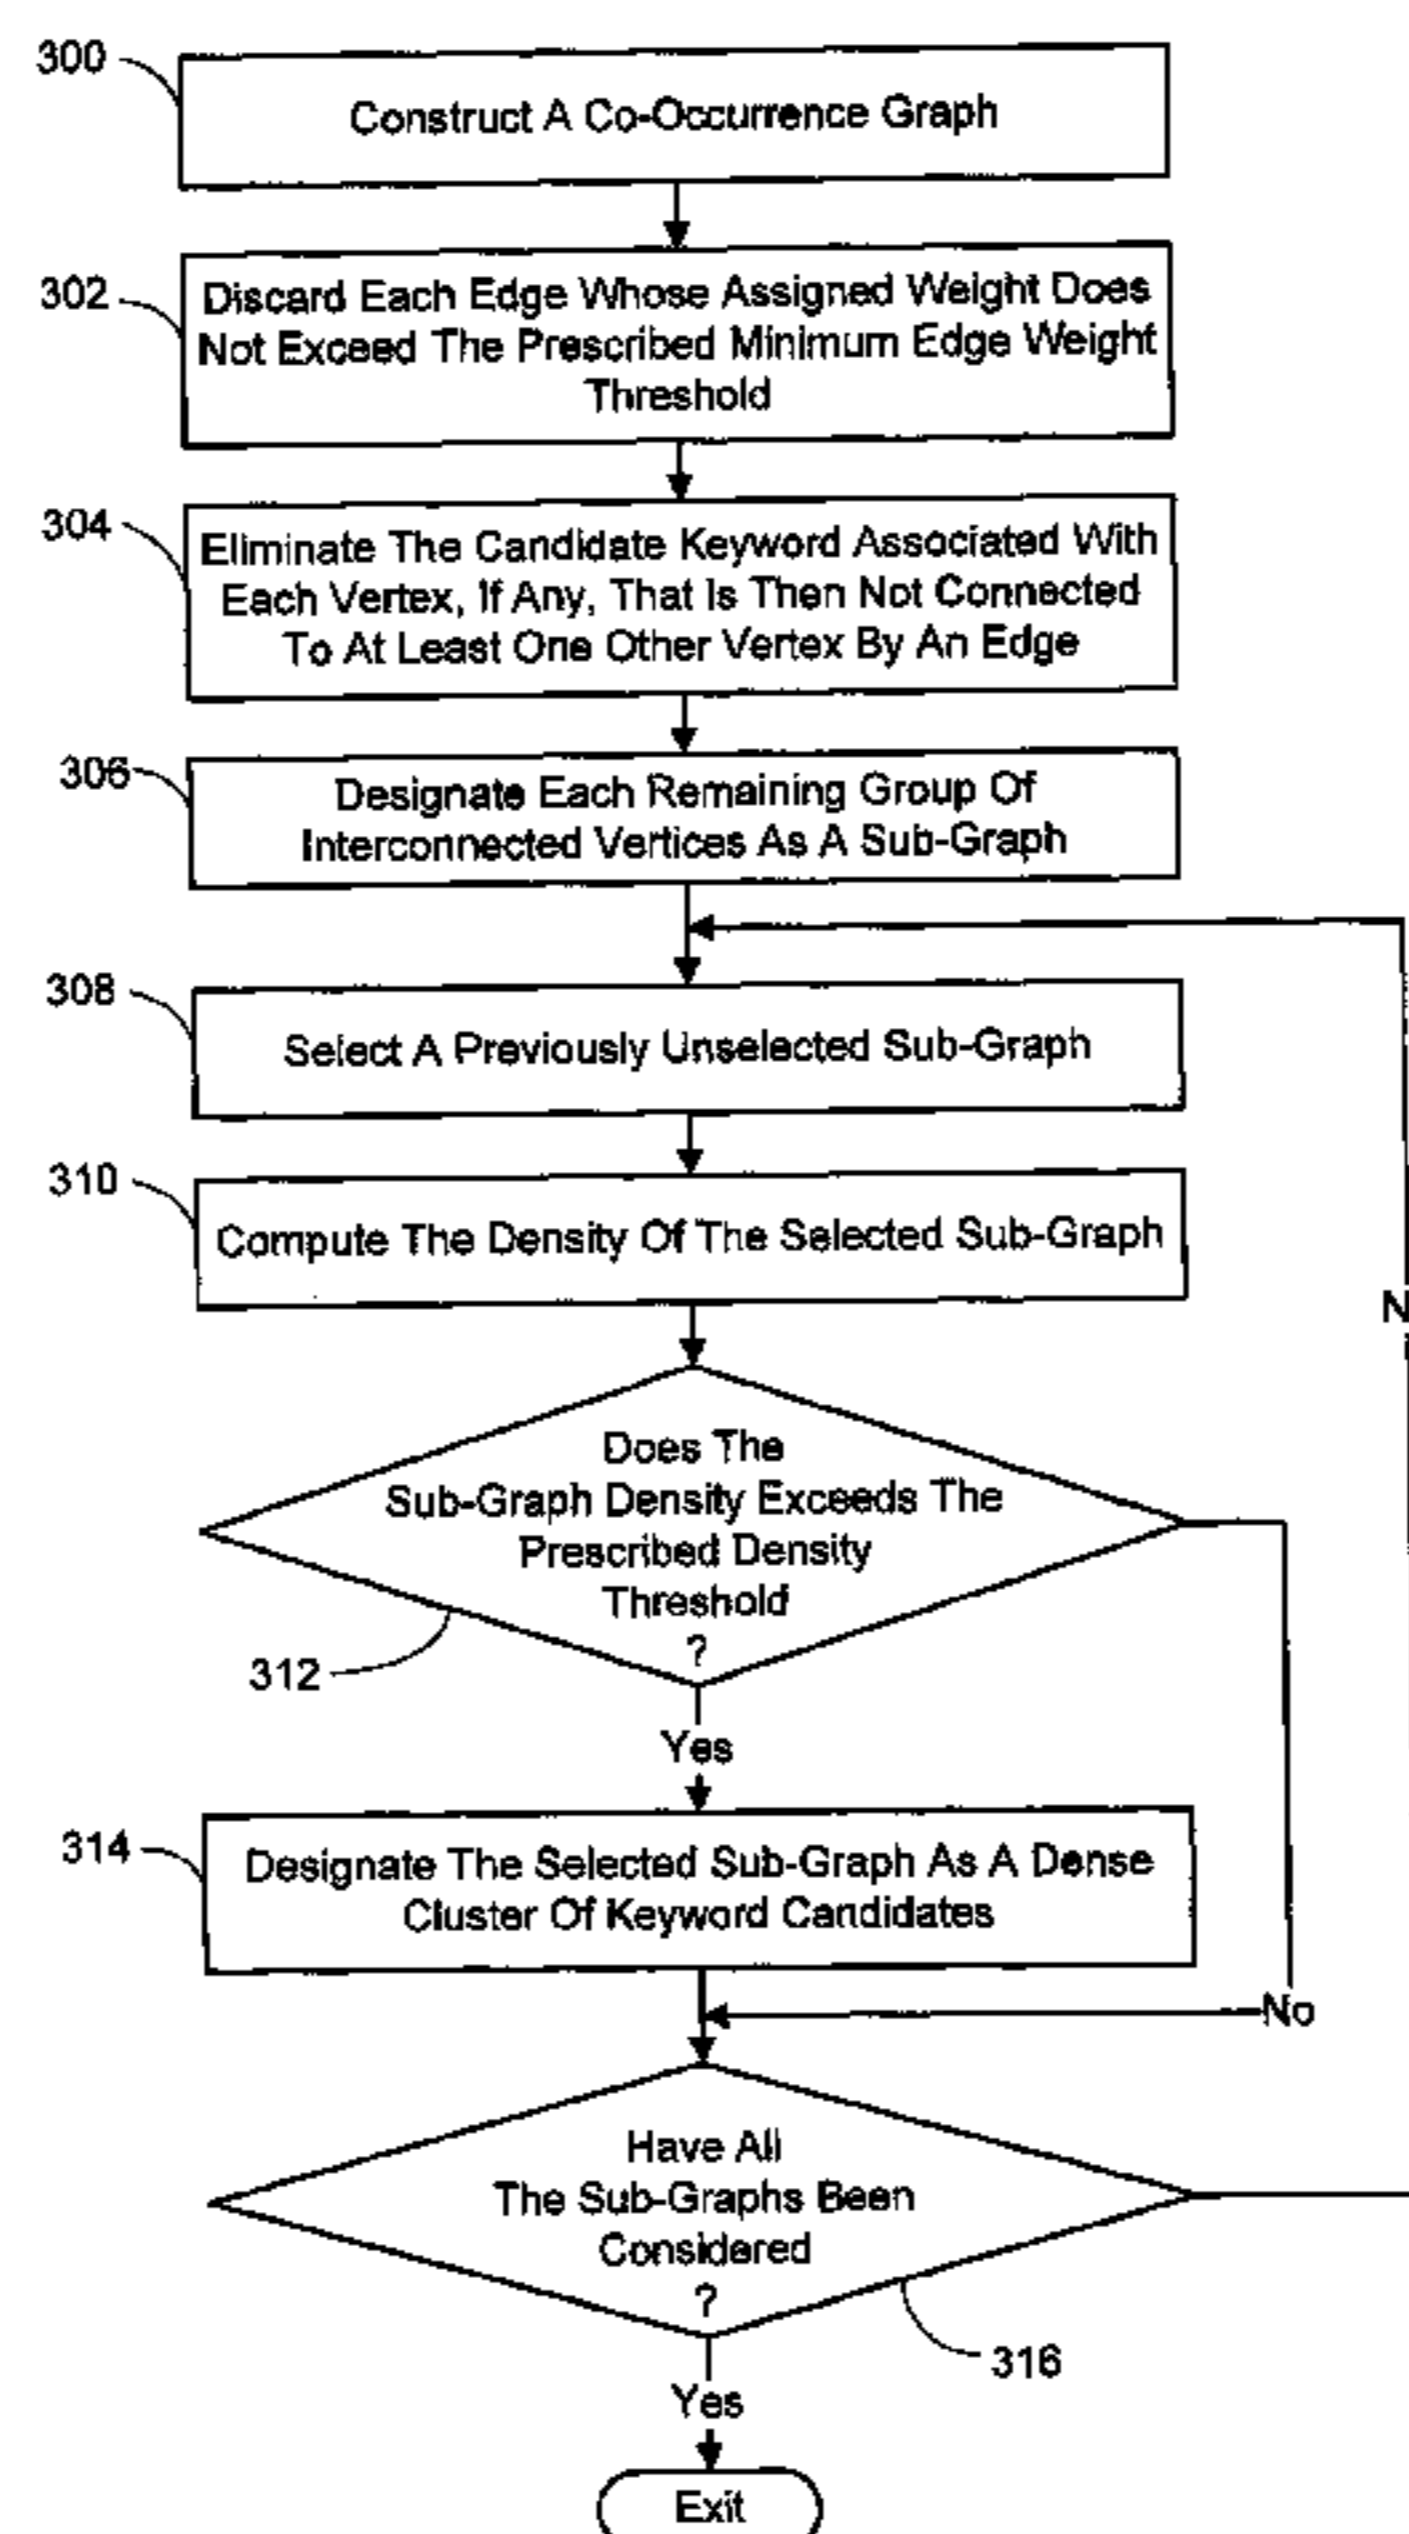 300
Construct A Co-Occurrence Graph
302
Discard Each Edge Whose Assigned Weight Does
Not Exceed The Prescribed Minimum Edge Weight
Threshold
304
Eliminate The Candidate Keyword Associated With
Each Vertex, If Any, That Is Then Not Connected
To At Least One Other Vertex By An Edge
306
Designate Each Remaining Group Of
Interconnected Vertices As A Sub-Graph
308
Select A Previously Unselected Sub-Graph
310
Compute The Density Of The Selected Sub-Graph
Does The
Sub-Graph Density Exceeds The
Prescribed Density
Threshold
?
312
Yes
314
Designate The Selected Sub-Graph As A Dense
Cluster Of Keyword Candidates
No
Have All
The Sub-Graphs Been
Considered
?
316
Yes
Exit